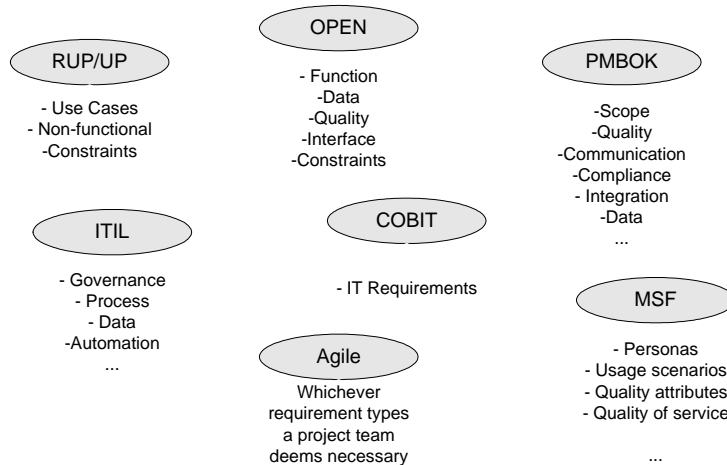 OPEN
RUP/UP
PMBOK
- Function
-Data
-Quality
-Interface
-Constraints
- Use Cases
- Non-functional
-Constraints
-Scope
-Quality
-Communication
-Compliance
- Integration
-Data
...
COBIT
ITIL
- Governance
- Process
- Data
-Automation
...
- IT Requirements
MSF
- Personas
- Usage scenarios
- Quality attributes
- Quality of service
...
Agile
Whichever
requirement types
a project team
deems necessary